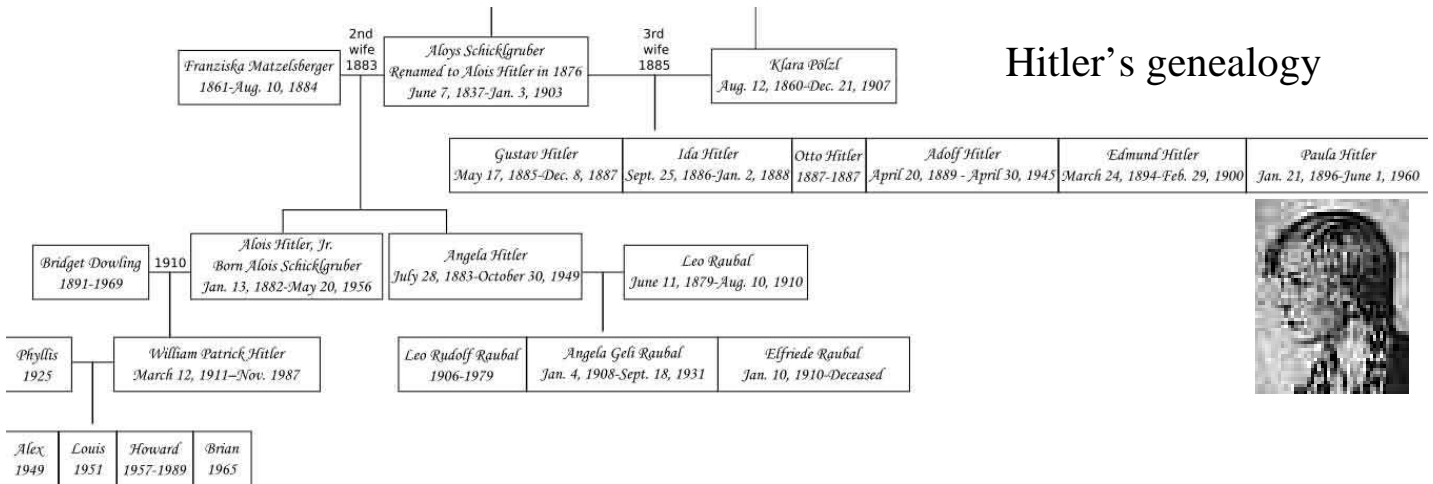 Hitler's genealogy
2nd
wife
1883
3rd
wife
1885
Franziska Matzelsberger
1861-Aug. 10, 1884
Aloys Schicklgruber
Renamed to Alois Hitler in 1876
June 7, 1837-Jan. 3, 1903
Klara Pölzl
Aug. 12, 1860-Dec. 21, 1907
Gustav Hitler
May 17, 1885-Dec. 8, 1887
Ida Hitler
Sept. 25, 1886-Jan. 2, 1888
Otto Hitler
1887-1887
Adolf Hitler
April 20, 1889 - April 30, 1945
Edmund Hitler
March 24, 1894-Feb. 29, 1900
Paula Hitler
Jan. 21, 1896-June 1, 1960
Bridget Dowling
1891-1969
1910
Alois Hitler, Jr.
Born Alois Schicklgruber
Jan. 13, 1882-May 20, 1956
Angela Hitler
July 28, 1883-October 30, 1949
Leo Raubal
June 11, 1879-Aug. 10, 1910
Phyllis
1925
William Patrick Hitler
March 12, 1911–Nov. 1987
Leo Rudolf Raubal
1906-1979
Angela Geli Raubal
Jan. 4, 1908-Sept. 18, 1931
Elfriede Raubal
Jan. 10, 1910-Deceased
Alex
1949
Louis
1951
Howard
1957-1989
Brian
1965